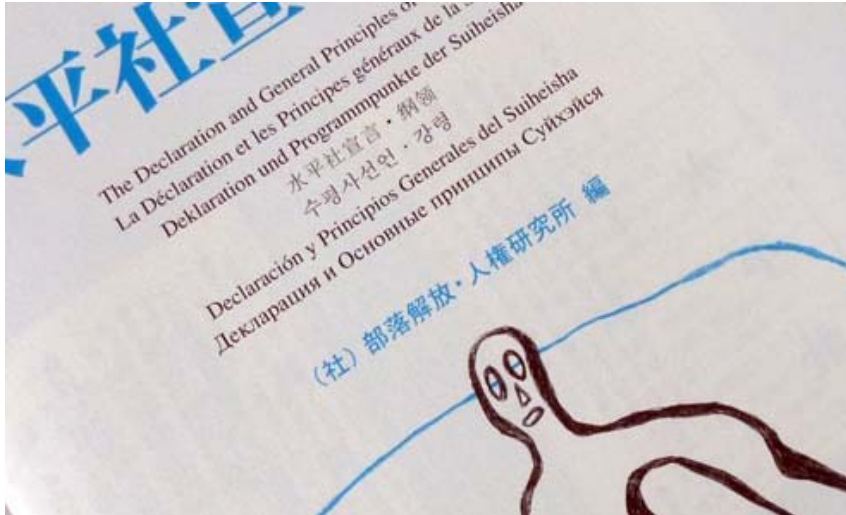 水平社宣
The Declaration and General Principles of
La Déclaration et les Principes généraux de la
Deklaration und Programmpunkte der Suiheisha
水平社宣言・綱領
수평사선언・강령
Declaración y Principios Generales del Suiheisha
Декларация и Основные принципы Суйхэйся
(社) 部落解放・人権研究所 編